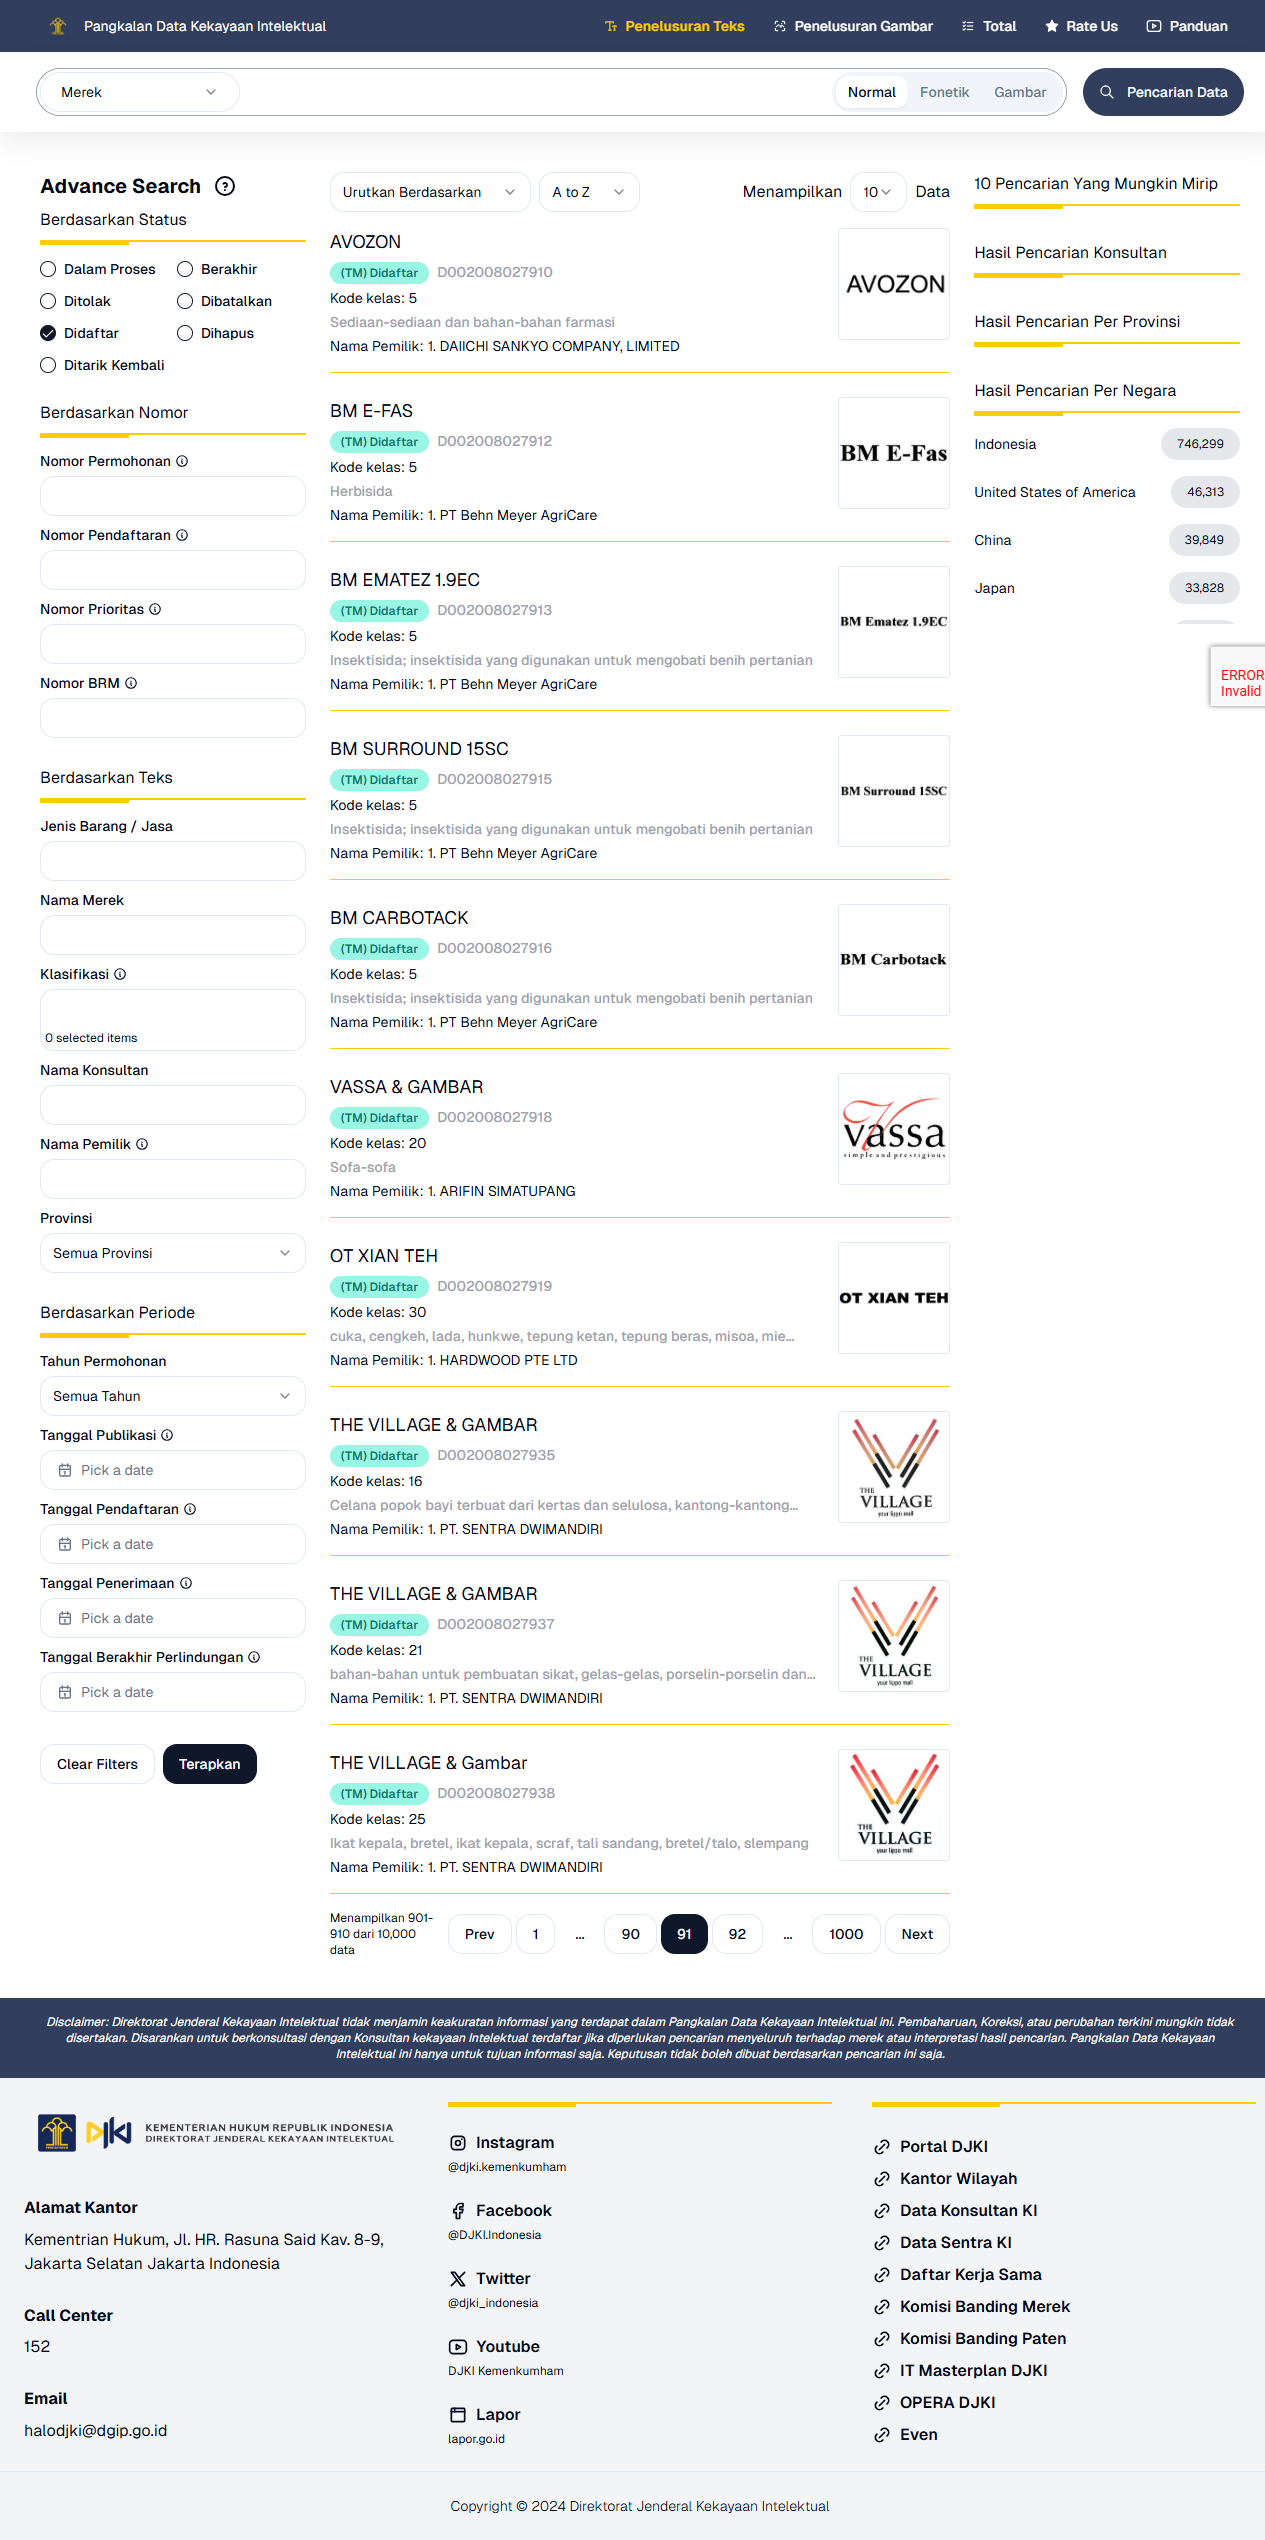 Pangkalan Data Kekayaan Intelektual
Penelusuran Teks
Penelusuran Gambar
Total
Rate Us
Panduan
Merek
Normal
Fonetik
Gambar
Pencarian Data
Advance Search
Berdasarkan Status
Dalam Proses
Berakhir
Ditolak
Dibatalkan
Didaftar
Dihapus
Ditarik Kembali
Berdasarkan Nomor
Nomor Permohonan
Nomor Pendaftaran
Nomor Prioritas
Nomor BRM
Berdasarkan Teks
Jenis Barang / Jasa
Nama Merek
Klasifikasi
0 selected items
Nama Konsultan
Nama Pemilik
Provinsi
Semua Provinsi
Berdasarkan Periode
Tahun Permohonan
Semua Tahun
Tanggal Publikasi
Pick a date
Tanggal Pendaftaran
Pick a date
Tanggal Penerimaan
Pick a date
Tanggal Berakhir Perlindungan
Pick a date
Clear Filters
Terapkan
Urutkan Berdasarkan
A to Z
Menampilkan
10
Data
AVOZON
(TM) Didaftar D002008027910
Kode kelas: 5
Sediaan-sediaan dan bahan-bahan farmasi
Nama Pemilik: 1. DAIICHI SANKYO COMPANY, LIMITED
AVOZON
BM E-FAS
(TM) Didaftar D002008027912
Kode kelas: 5
Herbisida
Nama Pemilik: 1. PT Behn Meyer AgriCare
BM E-Fas
BM EMATEZ 1.9EC
(TM) Didaftar D002008027913
Kode kelas: 5
Insektisida; insektisida yang digunakan untuk mengobati benih pertanian
Nama Pemilik: 1. PT Behn Meyer AgriCare
BM Ematez 1.9EC
BM SURROUND 15SC
(TM) Didaftar D002008027915
Kode kelas: 5
Insektisida; insektisida yang digunakan untuk mengobati benih pertanian
Nama Pemilik: 1. PT Behn Meyer AgriCare
BM Surround 15SC
BM CARBOTACK
(TM) Didaftar D002008027916
Kode kelas: 5
Insektisida; insektisida yang digunakan untuk mengobati benih pertanian
Nama Pemilik: 1. PT Behn Meyer AgriCare
BM Carbotack
VASSA & GAMBAR
(TM) Didaftar D002008027918
Kode kelas: 20
Sofa-sofa
Nama Pemilik: 1. ARIFIN SIMATUPANG
Vassa
simple and prestigious
OT XIAN TEH
(TM) Didaftar D002008027919
Kode kelas: 30
cuka, cengkeh, lada, hunkwe, tepung ketan, tepung beras, misoa, mie...
Nama Pemilik: 1. HARDWOOD PTE LTD
OT XIAN TEH
THE VILLAGE & GAMBAR
(TM) Didaftar D002008027935
Kode kelas: 16
Celana popok bayi terbuat dari kertas dan selulosa, kantong-kantong...
Nama Pemilik: 1. PT. SENTRA DWIMANDIRI
THE
VILLAGE
your lippo mall
THE VILLAGE & GAMBAR
(TM) Didaftar D002008027937
Kode kelas: 21
bahan-bahan untuk pembuatan sikat, gelas-gelas, porselin-porselin dan...
Nama Pemilik: 1. PT. SENTRA DWIMANDIRI
THE
VILLAGE
your lippo mall
THE VILLAGE & Gambar
(TM) Didaftar D002008027938
Kode kelas: 25
Ikat kepala, bretel, ikat kepala, scraf, tali sandang, bretel/talo, slempang
Nama Pemilik: 1. PT. SENTRA DWIMANDIRI
THE
VILLAGE
your lippo mall
Menampilkan 901-
910 dari 10,000
data
Prev
1
...
90
91
92
...
1000
Next
10 Pencarian Yang Mungkin Mirip
Hasil Pencarian Konsultan
Hasil Pencarian Per Provinsi
Hasil Pencarian Per Negara
Indonesia 746,299
United States of America 46,313
China 39,849
Japan 33,828
ERROR
Invalid
Disclaimer: Direktorat Jenderal Kekayaan Intelektual tidak menjamin keakuratan informasi yang terdapat dalam Pangkalan Data Kekayaan Intelektual ini. Pembaharuan, Koreksi, atau perubahan terkini mungkin tidak
disertakan. Disarankan untuk berkonsultasi dengan Konsultan kekayaan Intelektual terdaftar jika diperlukan pencarian menyeluruh terhadap merek atau interpretasi hasil pencarian. Pangkalan Data Kekayaan
Intelektual ini hanya untuk tujuan informasi saja. Keputusan tidak boleh dibuat berdasarkan pencarian ini saja.
KEMENTERIAN HUKUM REPUBLIK INDONESIA
DIREKTORAT JENDERAL KEKAYAAN INTELEKTUAL
Alamat Kantor
Kementrian Hukum, Jl. HR. Rasuna Said Kav. 8-9,
Jakarta Selatan Jakarta Indonesia
Call Center
152
Email
halodjki@dgip.go.id
Instagram
@djki.kemenkumham
Facebook
@DJKI.Indonesia
Twitter
@djki_indonesia
Youtube
DJKI Kemenkumham
Lapor
lapor.go.id
Portal DJKI
Kantor Wilayah
Data Konsultan KI
Data Sentra KI
Daftar Kerja Sama
Komisi Banding Merek
Komisi Banding Paten
IT Masterplan DJKI
OPERA DJKI
Even
Copyright © 2024 Direktorat Jenderal Kekayaan Intelektual